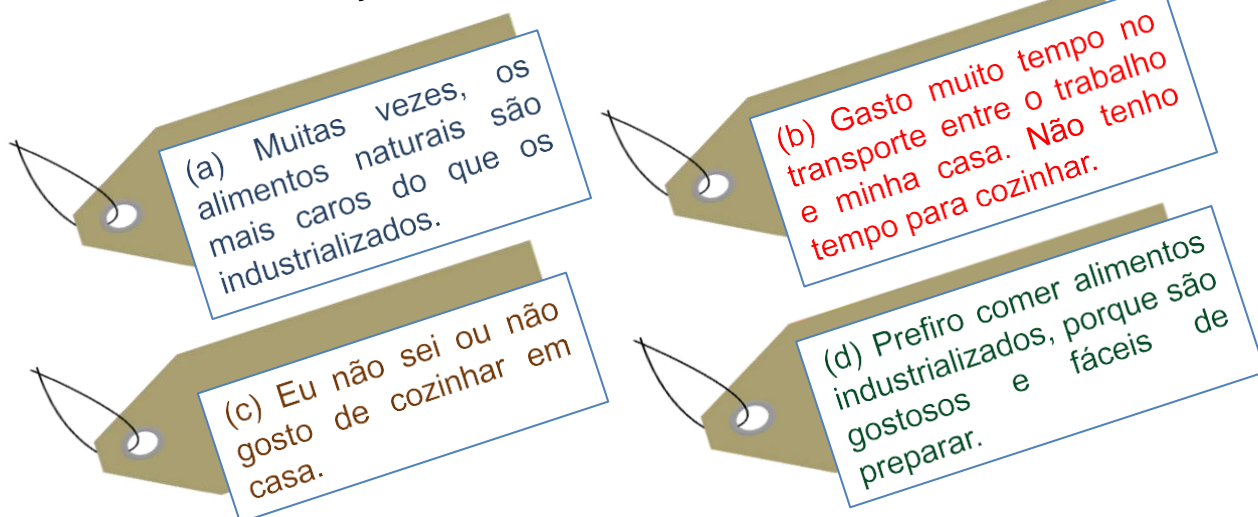 (a) Muitas vezes, os
alimentos naturais são
mais caros do que os
industrializados.
(b) Gasto muito tempo no
transporte entre o trabalho
e minha casa. Não tenho
tempo para cozinhar.
(c) Eu não sei ou não
gosto de cozinhar em
casa.
(d) Prefiro comer alimentos
industrializados, porque são
gostosos e fáceis de
preparar.